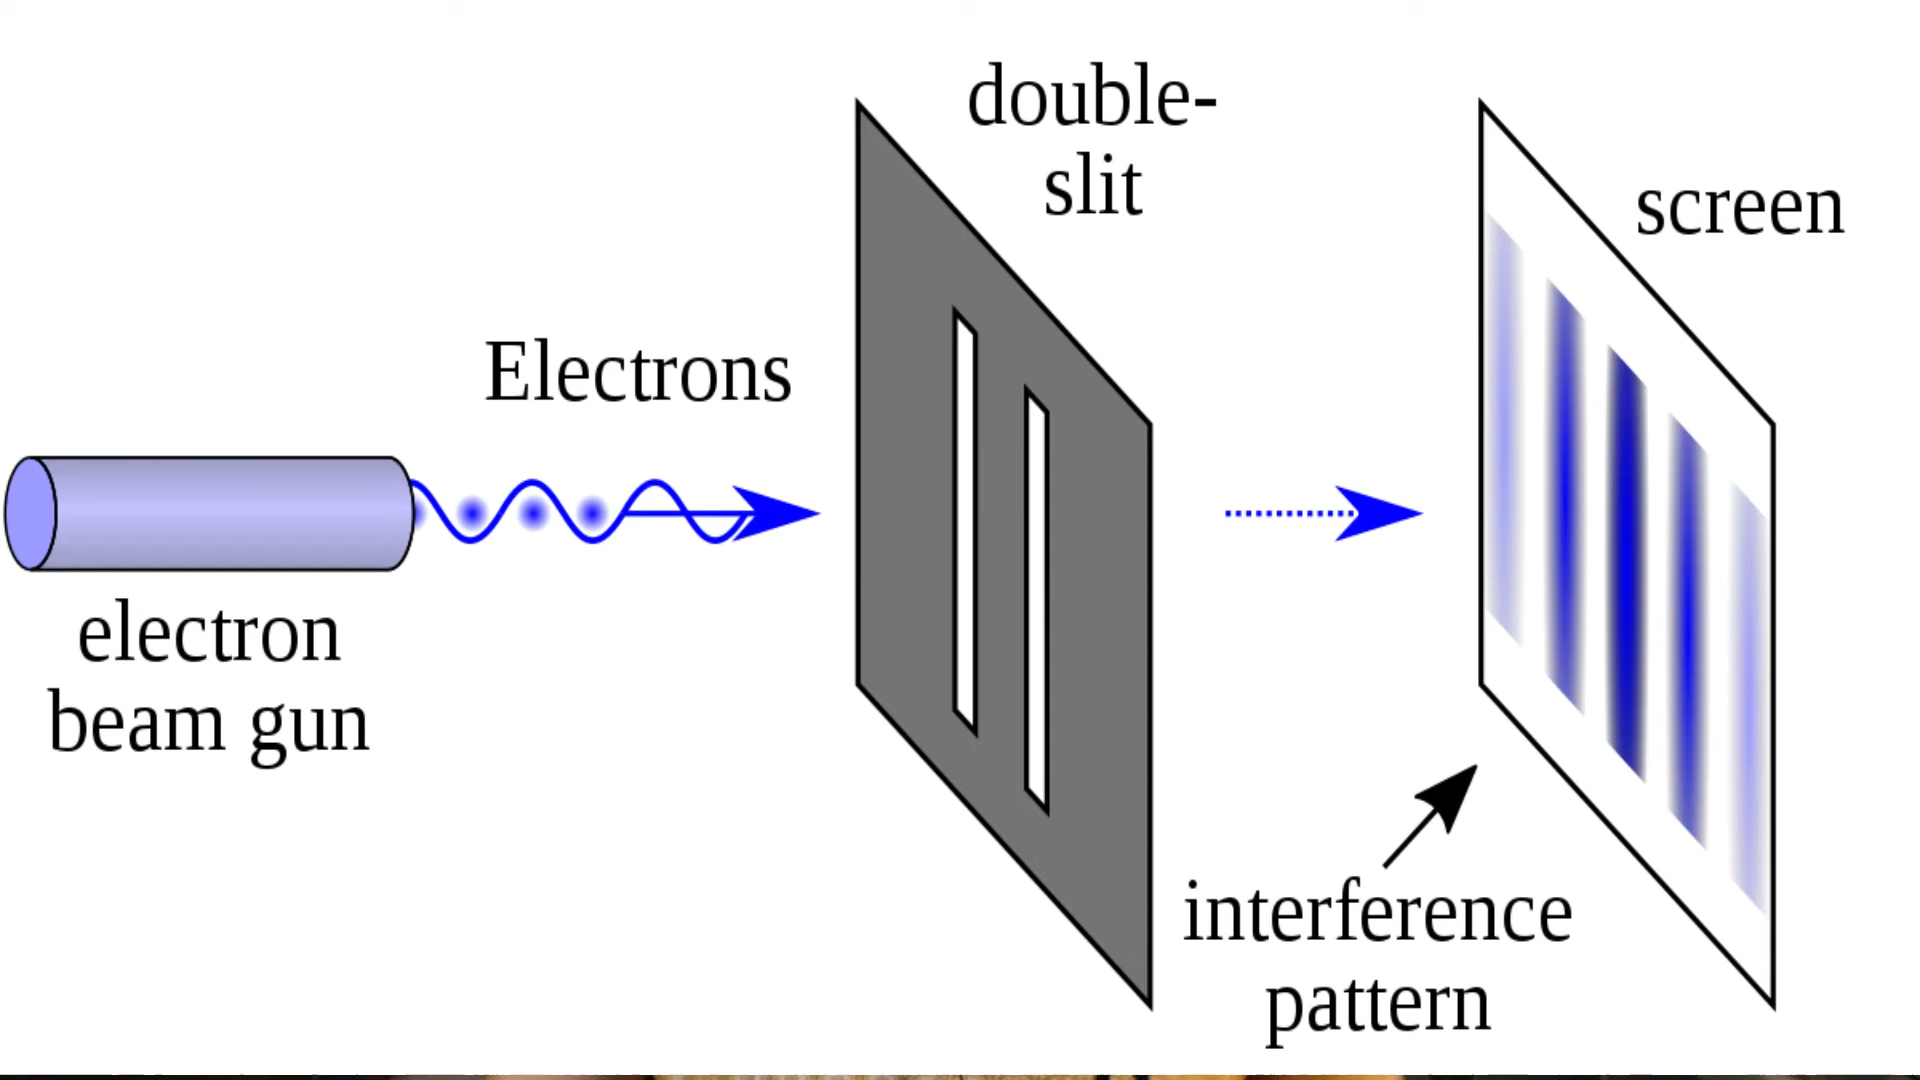 double-
slit
screen
Electrons
electron
beam gun
interference
pattern